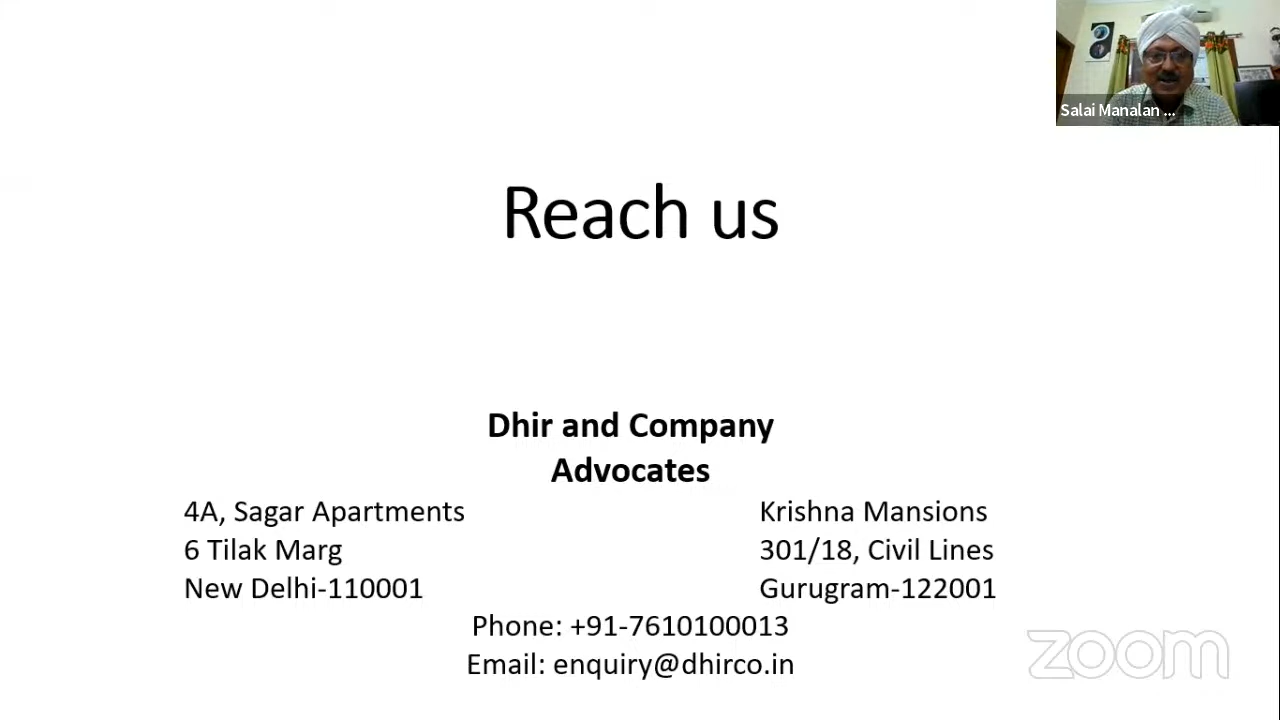 Salai Manalan ...
Reach us
Dhir and Company
Advocates
4A, Sagar Apartments
6 Tilak Marg
New Delhi-110001
Krishna Mansions
301/18, Civil Lines
Gurugram-122001
Phone: +91-7610100013
Email: enquiry@dhirco.in
zoom